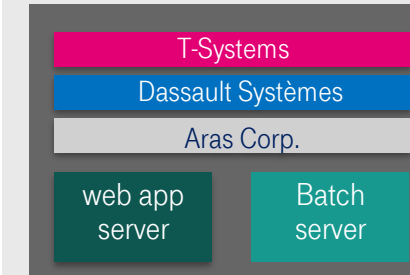 T-Systems
Dassault Systèmes
Aras Corp.
web app
server
Batch
server